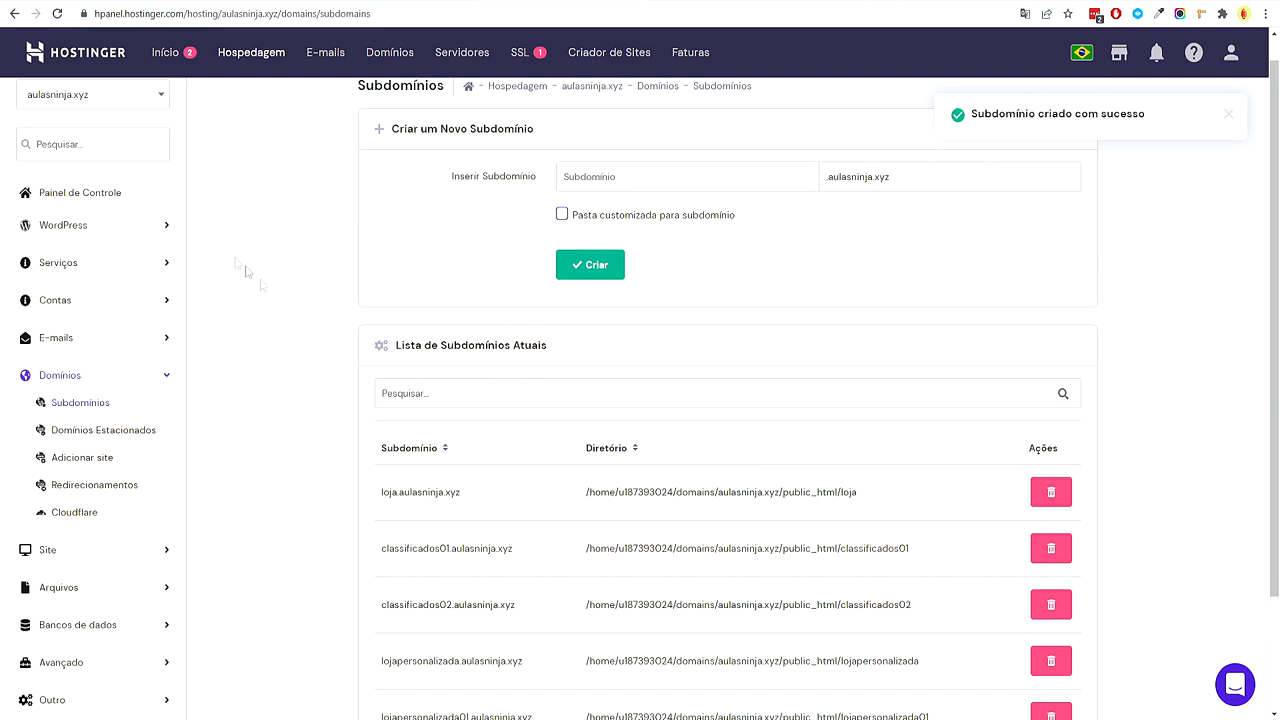 hpanel.hostinger.com/hosting/aulasninja.xyz/domains/subdomains
2
HOSTINGER
Início 2
Hospedagem
E-mails
Domínios
Servidores
SSL 1
Criador de Sites
Faturas
aulasninja.xyz
Subdomínios
- Hospedagem - aulasninja.xyz - Domínios - Subdomínios
Subdomínio criado com sucesso
Criar um Novo Subdomínio
Pesquisar...
Inserir Subdomínio
Subdomínio
.aulasninja.xyz
Pasta customizada para subdomínio
Criar
Painel de Controle
WordPress
Serviços
Contas
E-mails
Domínios
Subdomínios
Domínios Estacionados
Adicionar site
Redirecionamentos
Cloudflare
Site
Arquivos
Bancos de dados
Avançado
Outro
Lista de Subdomínios Atuais
Pesquisar...
Subdomínio Diretório Ações
loja.aulasninja.xyz /home/u187393024/domains/aulasninja.xyz/public_html/loja
classificados01.aulasninja.xyz /home/u187393024/domains/aulasninja.xyz/public_html/classificados01
classificados02.aulasninja.xyz /home/u187393024/domains/aulasninja.xyz/public_html/classificados02
lojapersonalizada.aulasninja.xyz /home/u187393024/domains/aulasninja.xyz/public_html/lojapersonalizada
lojapersonalizada01.aulasninja.xyz /home/u187393024/domains/aulasninja.xyz/public_html/lojapersonalizada01